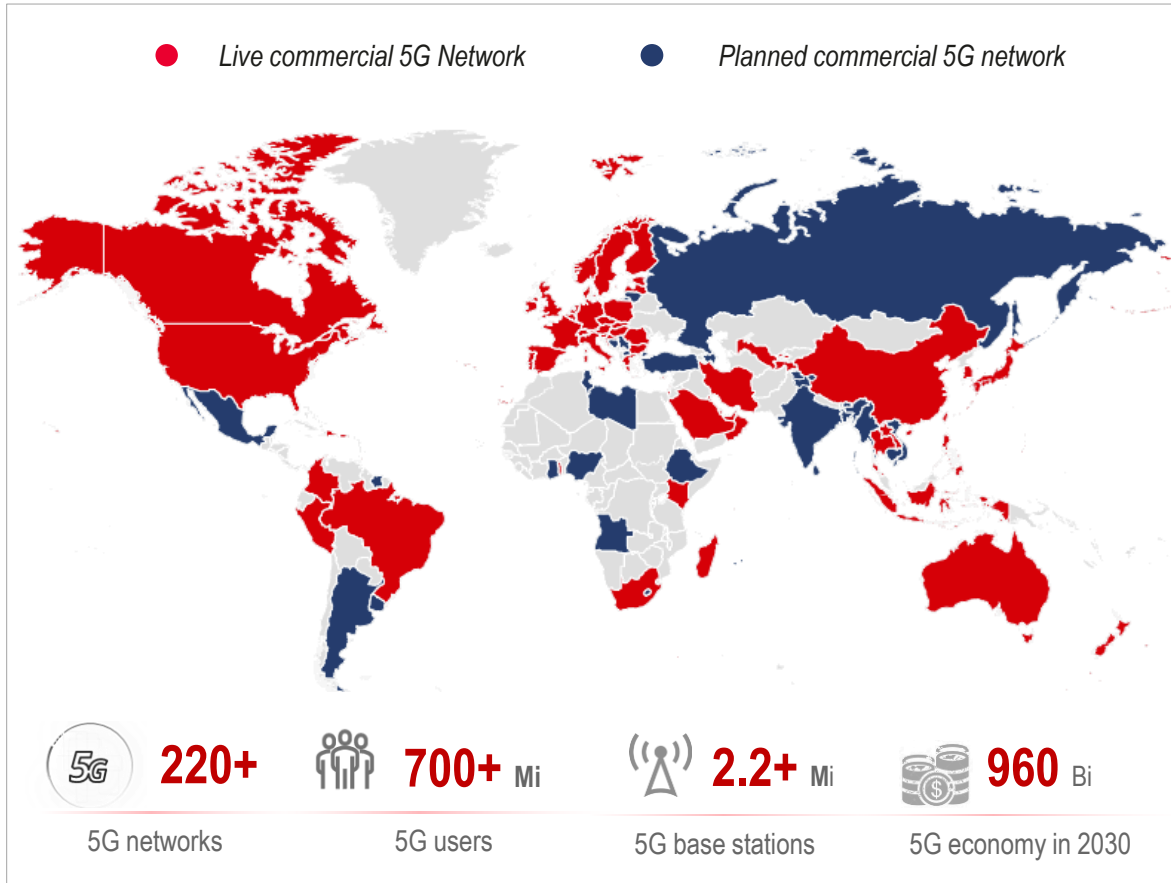 Live commercial 5G Network
Planned commercial 5G network
5G
220+
700+ Mi
2.2+ Mi
$
960 Bi
5G networks
5G users
5G base stations
5G economy in 2030